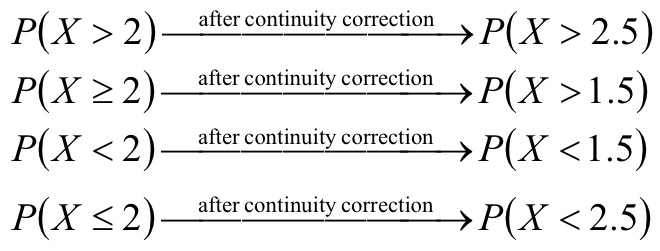 P(X > 2) after continuity correction → P(X > 2.5)
P(X ≥ 2) after continuity correction → P(X > 1.5)
P(X < 2) after continuity correction → P(X < 1.5)
P(X ≤ 2) after continuity correction → P(X < 2.5)